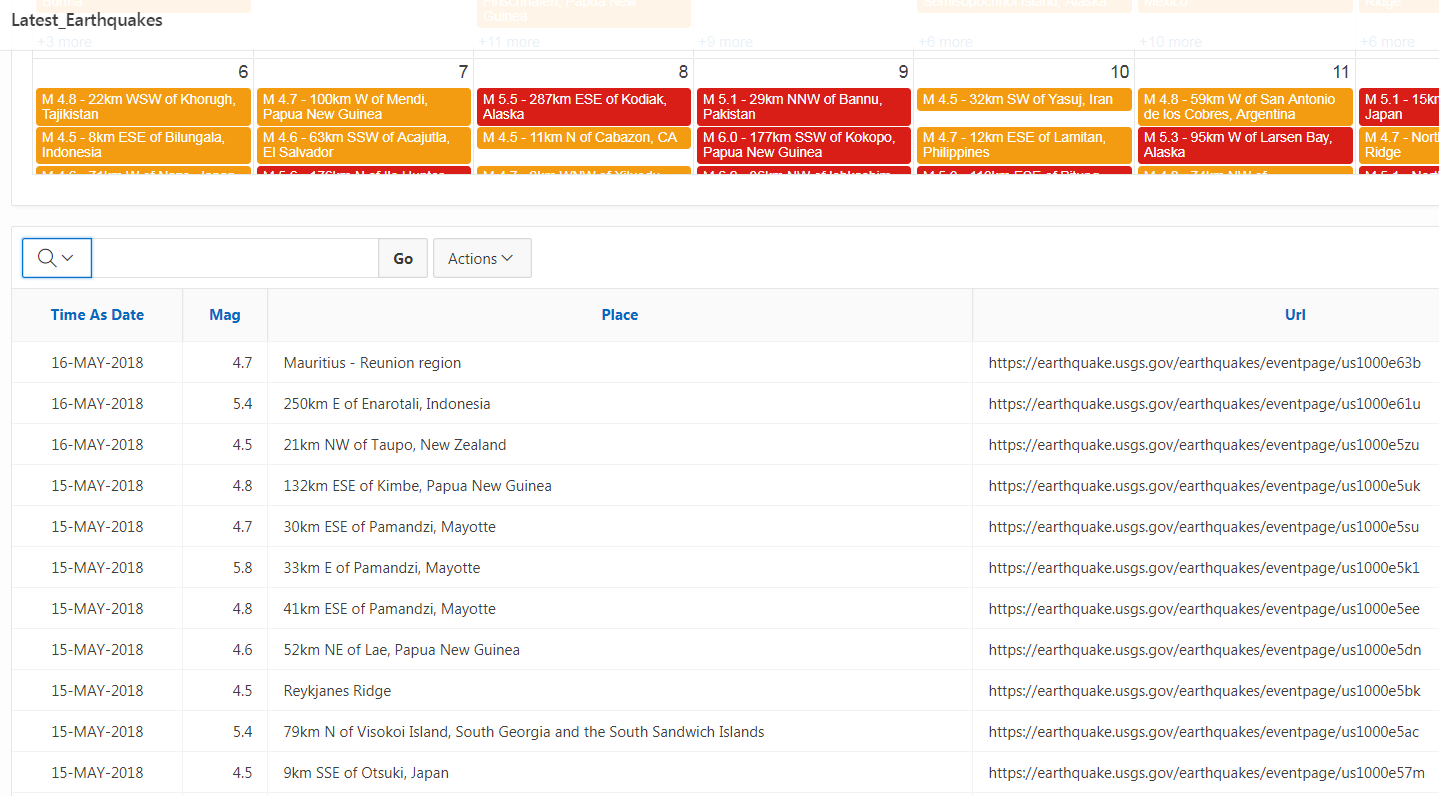 Latest_Earthquakes
Burma
Finschhafen, Papua New
Guinea
Semisopochnoi Island, Alaska
Mexico
Ridge
+3 more
+11 more
+9 more
+6 more
+10 more
+6 more
6
7
8
9
10
11
M 4.8 - 22km WSW of Khorugh,
Tajikistan
M 4.7 - 100km W of Mendi,
Papua New Guinea
M 5.5 - 287km ESE of Kodiak,
Alaska
M 5.1 - 29km NNW of Bannu,
Pakistan
M 4.5 - 32km SW of Yasuj, Iran
M 4.8 - 59km W of San Antonio
de los Cobres, Argentina
M 5.1 - 15k
Japan
M 4.5 - 8km ESE of Bilungala,
Indonesia
M 4.6 - 63km SSW of Acajutla,
El Salvador
M 4.5 - 11km N of Cabazon, CA
M 6.0 - 177km SSW of Kokopo,
Papua New Guinea
M 4.7 - 12km ESE of Lamitan,
Philippines
M 5.3 - 95km W of Larsen Bay,
Alaska
M 4.7 - Nort
Ridge
Go
Actions
Time As Date Mag Place Url
16-MAY-2018 4.7 Mauritius - Reunion region https://earthquake.usgs.gov/earthquakes/eventpage/us1000e63b
16-MAY-2018 5.4 250km E of Enarotali, Indonesia https://earthquake.usgs.gov/earthquakes/eventpage/us1000e61u
16-MAY-2018 4.5 21km NW of Taupo, New Zealand https://earthquake.usgs.gov/earthquakes/eventpage/us1000e5zu
15-MAY-2018 4.8 132km ESE of Kimbe, Papua New Guinea https://earthquake.usgs.gov/earthquakes/eventpage/us1000e5uk
15-MAY-2018 4.7 30km ESE of Pamandzi, Mayotte https://earthquake.usgs.gov/earthquakes/eventpage/us1000e5su
15-MAY-2018 5.8 33km E of Pamandzi, Mayotte https://earthquake.usgs.gov/earthquakes/eventpage/us1000e5k1
15-MAY-2018 4.8 41km ESE of Pamandzi, Mayotte https://earthquake.usgs.gov/earthquakes/eventpage/us1000e5ee
15-MAY-2018 4.6 52km NE of Lae, Papua New Guinea https://earthquake.usgs.gov/earthquakes/eventpage/us1000e5dn
15-MAY-2018 4.5 Reykjanes Ridge https://earthquake.usgs.gov/earthquakes/eventpage/us1000e5bk
15-MAY-2018 5.4 79km N of Visokoi Island, South Georgia and the South Sandwich Islands https://earthquake.usgs.gov/earthquakes/eventpage/us1000e5ac
15-MAY-2018 4.5 9km SSE of Otsuki, Japan https://earthquake.usgs.gov/earthquakes/eventpage/us1000e57m